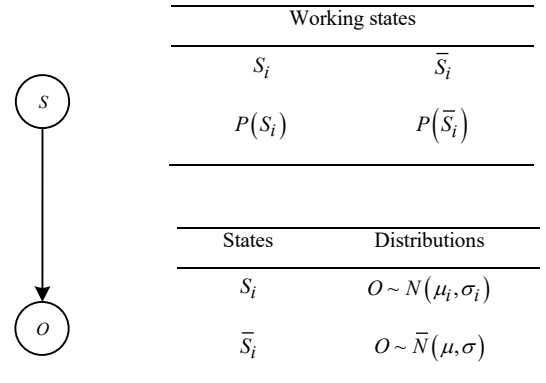 Working states
S_i S̄_i
S
P(S_i) P(S̄_i)
States Distributions
S_i O ~ N(μ_i, σ_i)
O
S̄_i O ~ N̄(μ, σ)